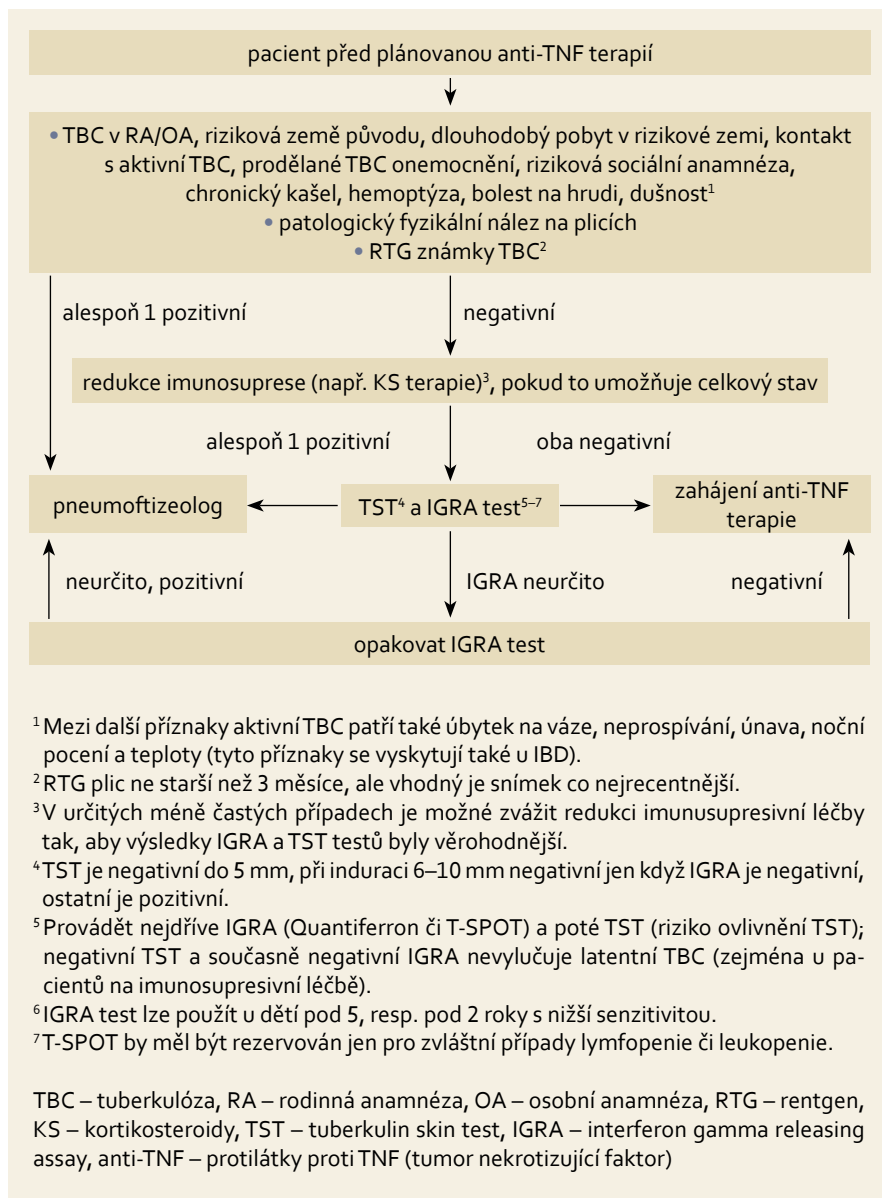 pacient před plánovanou anti-TNF terapií
• TBC v RA/OA, riziková země původu, dlouhodobý pobyt v rizikové zemi, kontakt
s aktivní TBC, prodělané TBC onemocnění, riziková sociální anamnéza,
chronický kašel, hemoptýza, bolest na hrudi, dušnost¹
• patologický fyzikální nález na plicích
• RTG známky TBC²
alespoň 1 pozitivní
negativní
redukce imunosuprese (např. KS terapie)³, pokud to umožňuje celkový stav
alespoň 1 pozitivní
oba negativní
pneumoftizeolog
TST⁴ a IGRA test⁵⁻⁷
zahájení anti-TNF
terapie
neurčito, pozitivní
IGRA neurčito
negativní
opakovat IGRA test
¹ Mezi další příznaky aktivní TBC patří také úbytek na váze, neprospívání, únava, noční
pocení a teploty (tyto příznaky se vyskytují také u IBD).
² RTG plic ne starší než 3 měsíce, ale vhodný je snímek co nejrecentnější.
³ V určitých méně častých případech je možné zvážit redukci imunusupresivní léčby
tak, aby výsledky IGRA a TST testů byly věrohodnější.
⁴ TST je negativní do 5 mm, při induraci 6–10 mm negativní jen když IGRA je negativní,
ostatní je pozitivní.
⁵ Provádět nejdříve IGRA (Quantiferron či T-SPOT) a poté TST (riziko ovlivnění TST);
negativní TST a současně negativní IGRA nevylučuje latentní TBC (zejména u pa-
cientů na imunosupresivní léčbě).
⁶ IGRA test lze použít u dětí pod 5, resp. pod 2 roky s nižší senzitivitou.
⁷ T-SPOT by měl být rezervován jen pro zvláštní případy lymfopenie či leukopenie.
TBC – tuberkulóza, RA – rodinná anamnéza, OA – osobní anamnéza, RTG – rentgen,
KS – kortikosteroidy, TST – tuberkulin skin test, IGRA – interferon gamma releasing
assay, anti-TNF – protilátky proti TNF (tumor nekrotizující faktor)